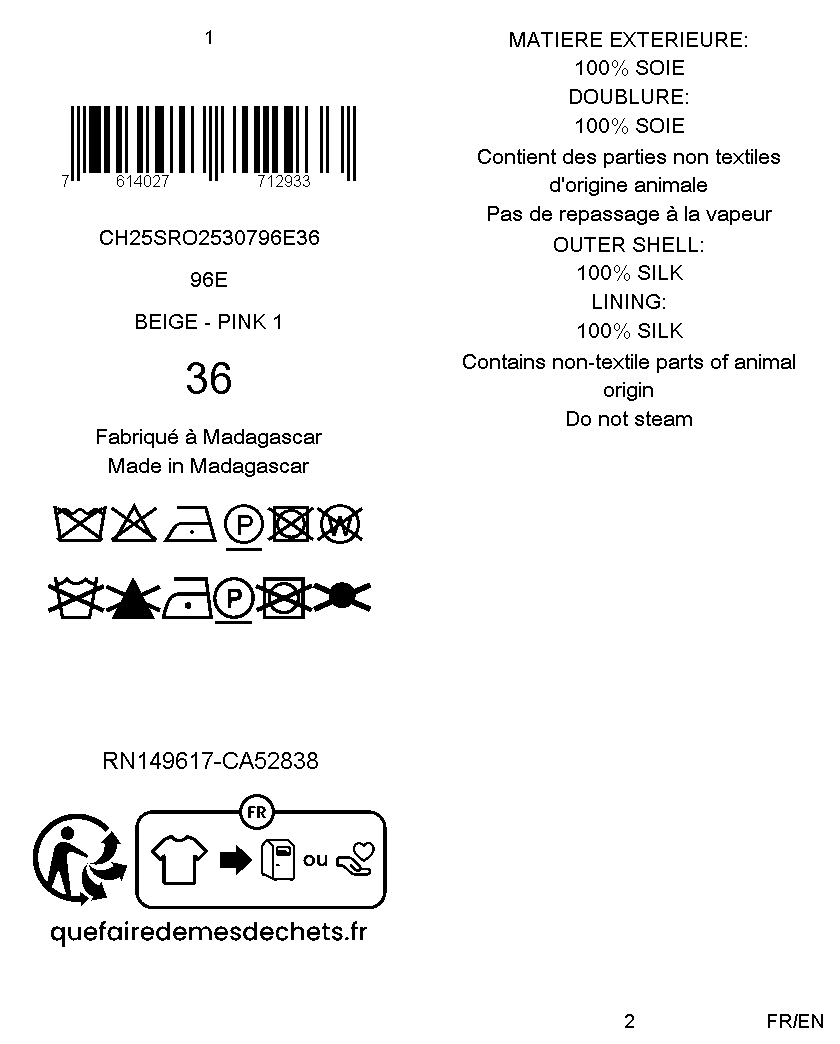 1
7 614027 712933
CH25SRO2530796E36
96E
BEIGE - PINK 1
36
Fabriqué à Madagascar
Made in Madagascar
P W
P
RN149617-CA52838
FR
ou
quefairedemesdechets.fr
MATIERE EXTERIEURE:
100% SOIE
DOUBLURE:
100% SOIE
Contient des parties non textiles
d'origine animale
Pas de repassage à la vapeur
OUTER SHELL:
100% SILK
LINING:
100% SILK
Contains non-textile parts of animal
origin
Do not steam
2
FR/EN